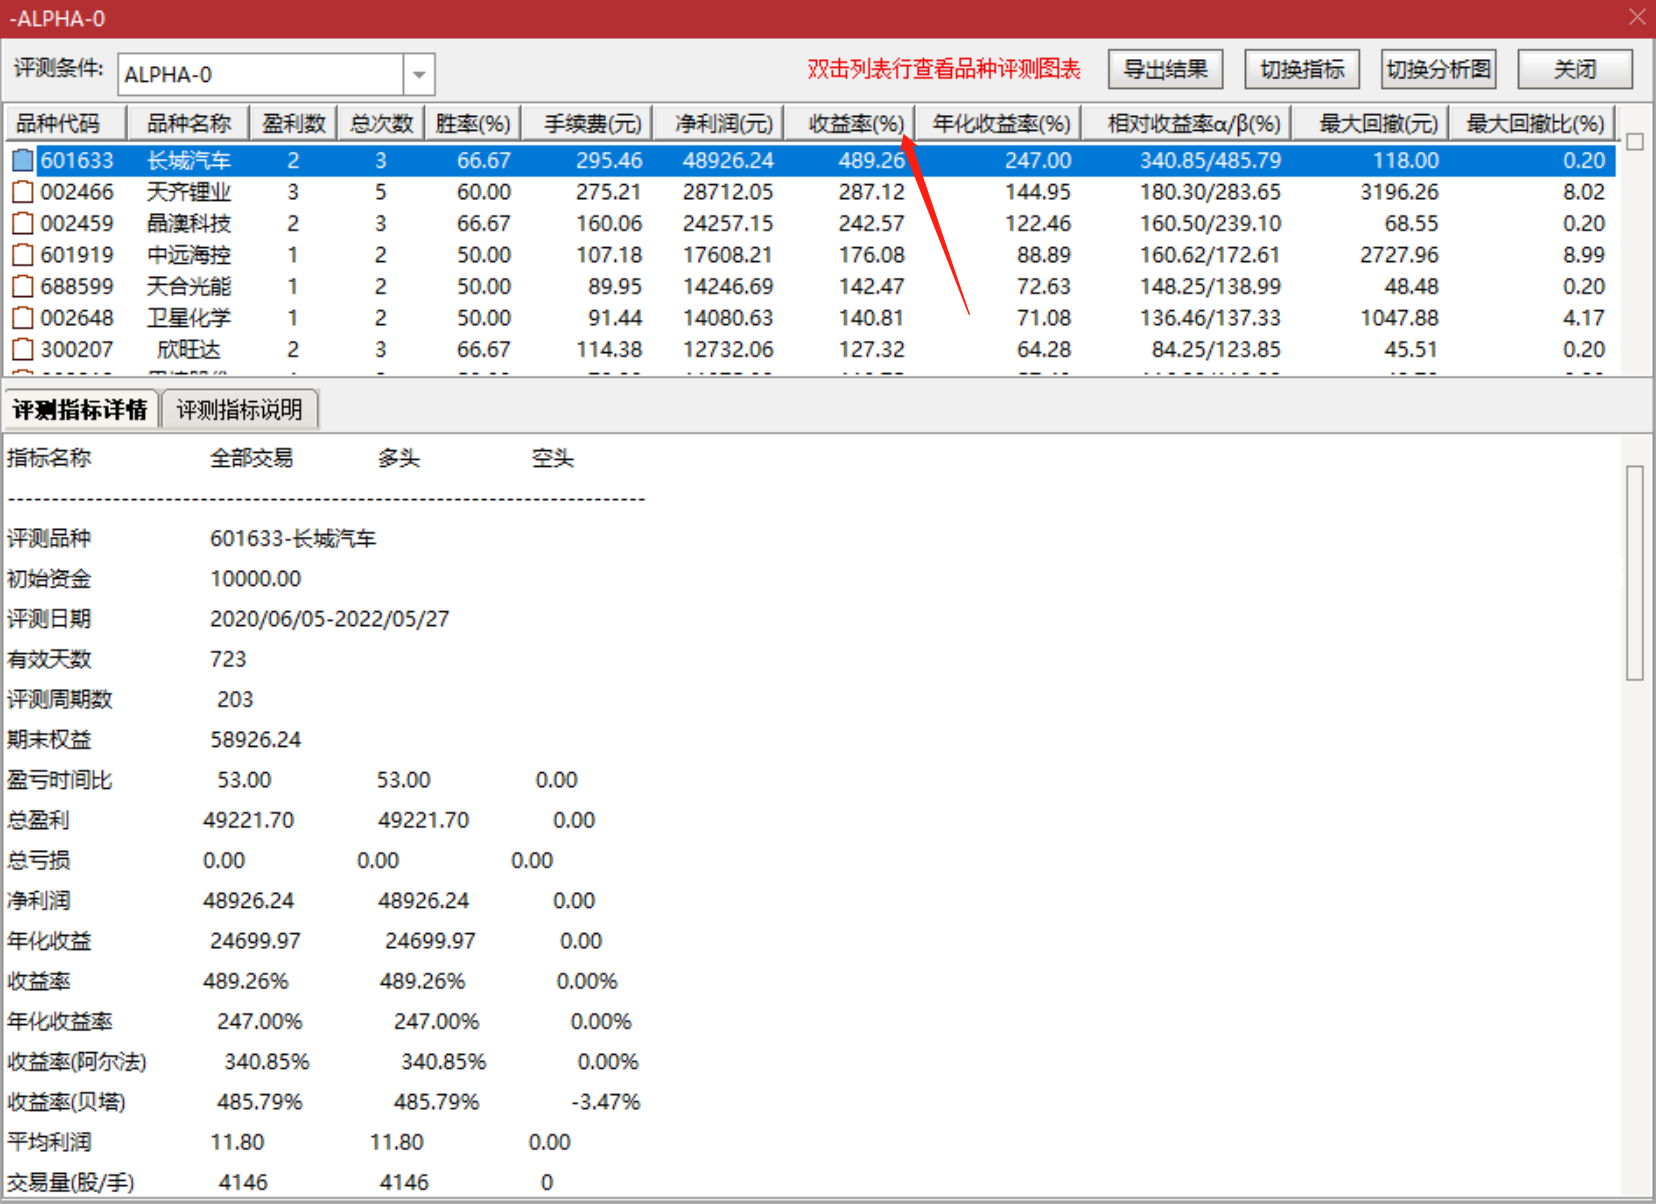 -ALPHA-0
评测条件: ALPHA-0 双击列表行查看品种评测图表 导出结果 切换指标 切换分析图 关闭
品种代码 品种名称 盈利数 总次数 胜率(%) 手续费(元) 净利润(元) 收益率(%) 年化收益率(%) 相对收益率α/β(%) 最大回撤(元) 最大回撤比(%)
601633 长城汽车 2 3 66.67 295.46 48926.24 489.26 247.00 340.85/485.79 118.00 0.20
002466 天齐锂业 3 5 60.00 275.21 28712.05 287.12 144.95 180.30/283.65 3196.26 8.02
002459 晶澳科技 2 3 66.67 160.06 24257.15 242.57 122.46 160.50/239.10 68.55 0.20
601919 中远海控 1 2 50.00 107.18 17608.21 176.08 88.89 160.62/172.61 2727.96 8.99
688599 天合光能 1 2 50.00 89.95 14246.69 142.47 72.63 148.25/138.99 48.48 0.20
002648 卫星化学 1 2 50.00 91.44 14080.63 140.81 71.08 136.46/137.33 1047.88 4.17
300207 欣旺达 2 3 66.67 114.38 12732.06 127.32 64.28 84.25/123.85 45.51 0.20
评测指标详情 评测指标说明
指标名称 全部交易 多头 空头
-------------------------------------------------------------------------
评测品种 601633-长城汽车
初始资金 10000.00
评测日期 2020/06/05-2022/05/27
有效天数 723
评测周期数 203
期末权益 58926.24
盈亏时间比 53.00 53.00 0.00
总盈利 49221.70 49221.70 0.00
总亏损 0.00 0.00 0.00
净利润 48926.24 48926.24 0.00
年化收益 24699.97 24699.97 0.00
收益率 489.26% 489.26% 0.00%
年化收益率 247.00% 247.00% 0.00%
收益率(阿尔法) 340.85% 340.85% 0.00%
收益率(贝塔) 485.79% 485.79% -3.47%
平均利润 11.80 11.80 0.00
交易量(股/手) 4146 4146 0